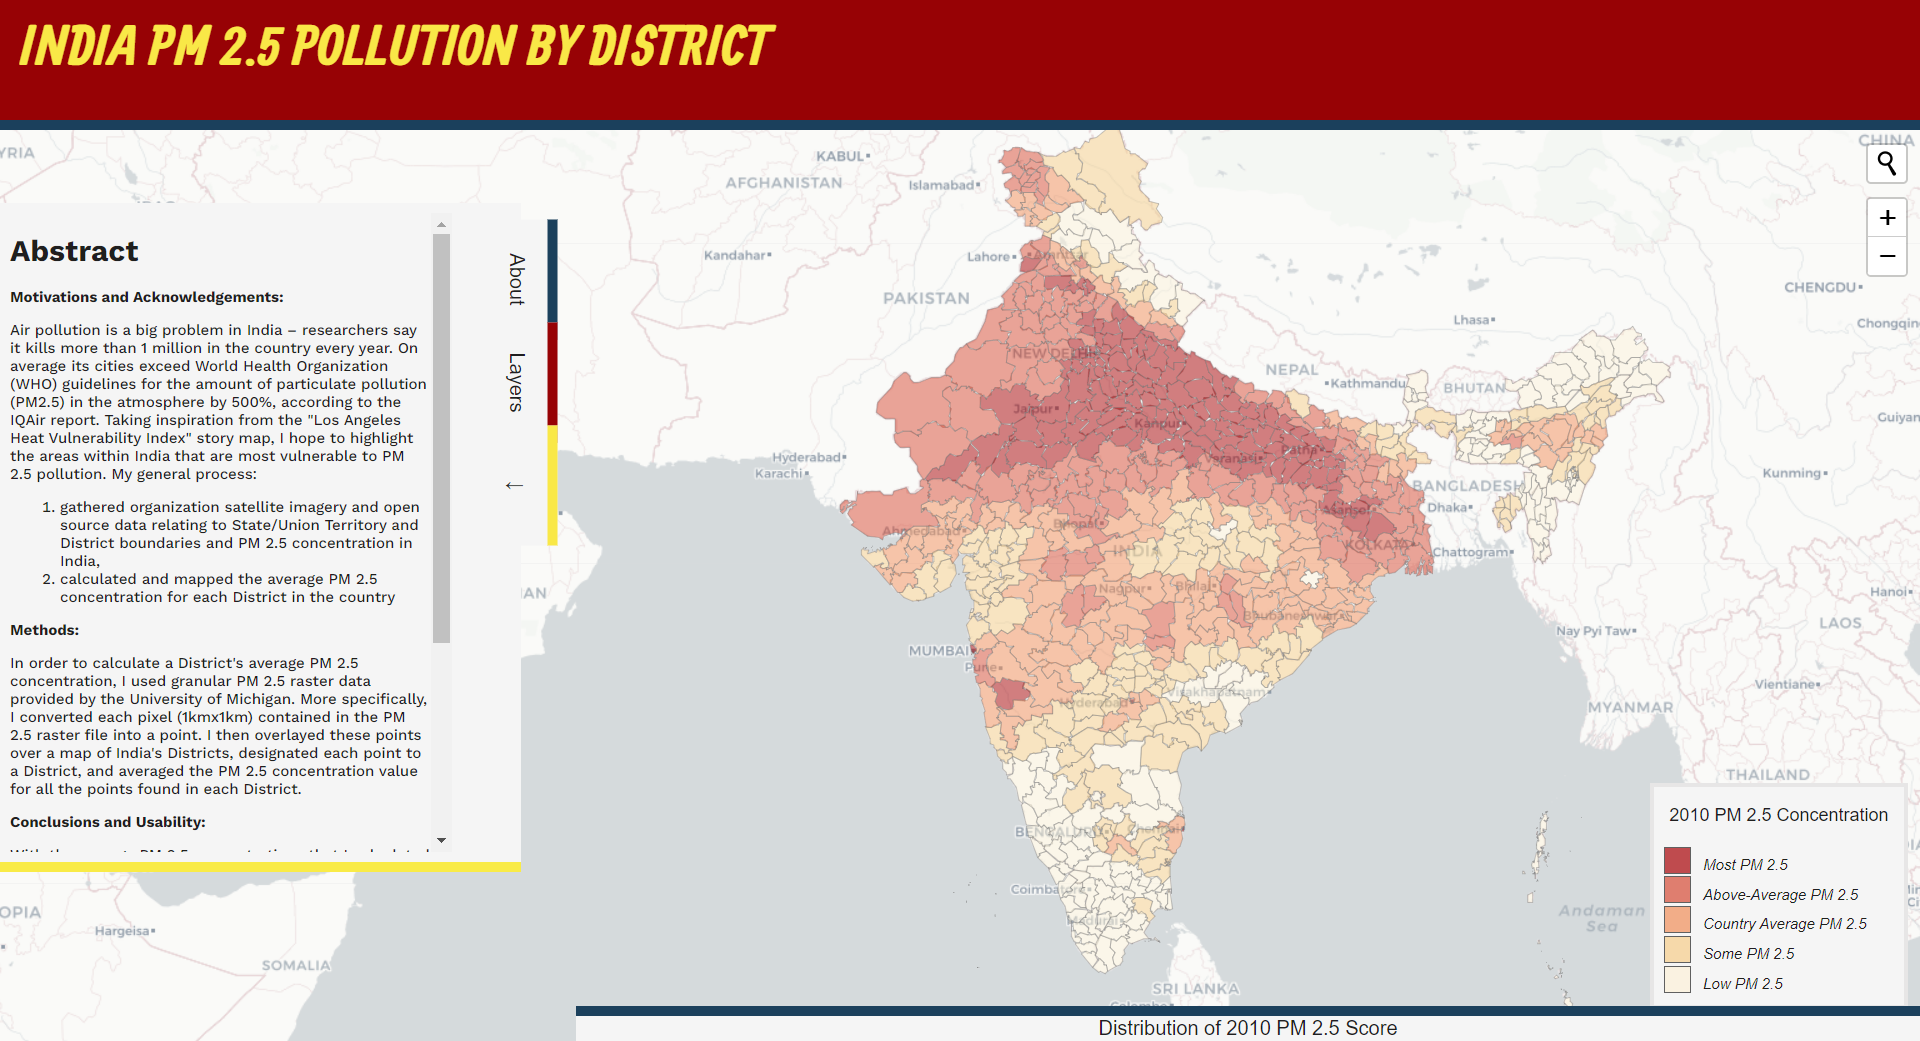 INDIA PM 2.5 POLLUTION BY DISTRICT
Abstract
Motivations and Acknowledgements:
Air pollution is a big problem in India – researchers say
it kills more than 1 million in the country every year. On
average its cities exceed World Health Organization
(WHO) guidelines for the amount of particulate pollution
(PM2.5) in the atmosphere by 500%, according to the
IQAir report. Taking inspiration from the "Los Angeles
Heat Vulnerability Index" story map, I hope to highlight
the areas within India that are most vulnerable to PM
2.5 pollution. My general process:
1. gathered organization satellite imagery and open
source data relating to State/Union Territory and
District boundaries and PM 2.5 concentration in
India,
2. calculated and mapped the average PM 2.5
concentration for each District in the country
Methods:
In order to calculate a District's average PM 2.5
concentration, I used granular PM 2.5 raster data
provided by the University of Michigan. More specifically,
I converted each pixel (1kmx1km) contained in the PM
2.5 raster file into a point. I then overlayed these points
over a map of India's Districts, designated each point to
a District, and averaged the PM 2.5 concentration value
for all the points found in each District.
Conclusions and Usability:
About
Layers
←
YRIA
KABUL
AFGHANISTAN
Islamabad
CHINA
Kandahar
Lahore
Amritsar
PAKISTAN
CHENGDU
Lhasa
Chongqin
NEW DELHI
NEPAL
Kathmandu
BHUTAN
Jaipur
Kanpur
Guiyan
Hyderabad
Karachi
Varanasi
Patna
Kunming
BANGLADESH
Dhaka
Asansol
Ahmedabad
Bhopal
INDIA
KOLKATA
Chattogram
AN
Nagpur
Bhilai
Hanoi
Bhubaneshwar
LAOS
Nay Pyi Taw
MUMBAI
Pune
Visakhapatnam
Vientiane
Hyderabad
MYANMAR
THAILAND
BENGALURU
Chennai
Coimbatore
Madurai
Andaman
Sea
OPIA
Hargeisa
SOMALIA
SRI LANKA
+
−
2010 PM 2.5 Concentration
Most PM 2.5
Above-Average PM 2.5
Country Average PM 2.5
Some PM 2.5
Low PM 2.5
Distribution of 2010 PM 2.5 Score